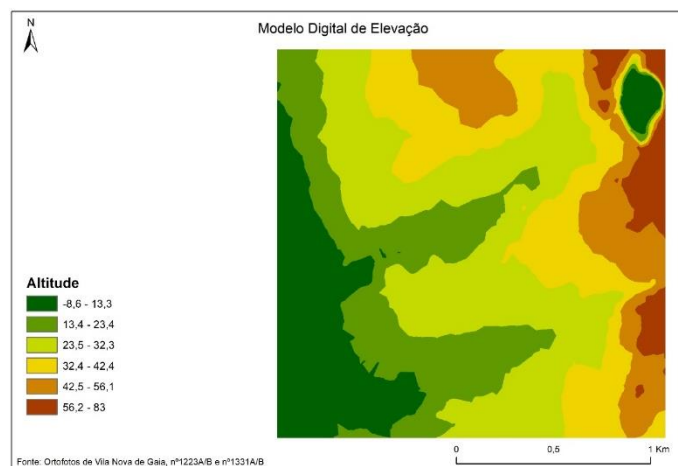 N
Modelo Digital de Elevação
Altitude
-8,6 - 13,3
13,4 - 23,4
23,5 - 32,3
32,4 - 42,4
42,5 - 56,1
56,2 - 83
Fonte: Ortofotos de Vila Nova de Gaia, nº1223A/B e nº1331A/B
0 0,5 1 Km